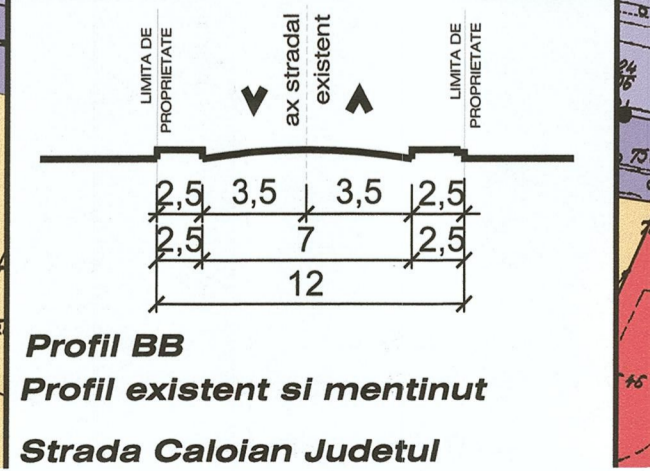 LIMITA DE
PROPRIETATE
ax stradal
existent
LIMITA DE
PROPRIETATE
2,5 3,5 3,5 2,5
2,5 7 2,5
12
Profil BB
Profil existent si mentinut
Strada Caloian Judetul